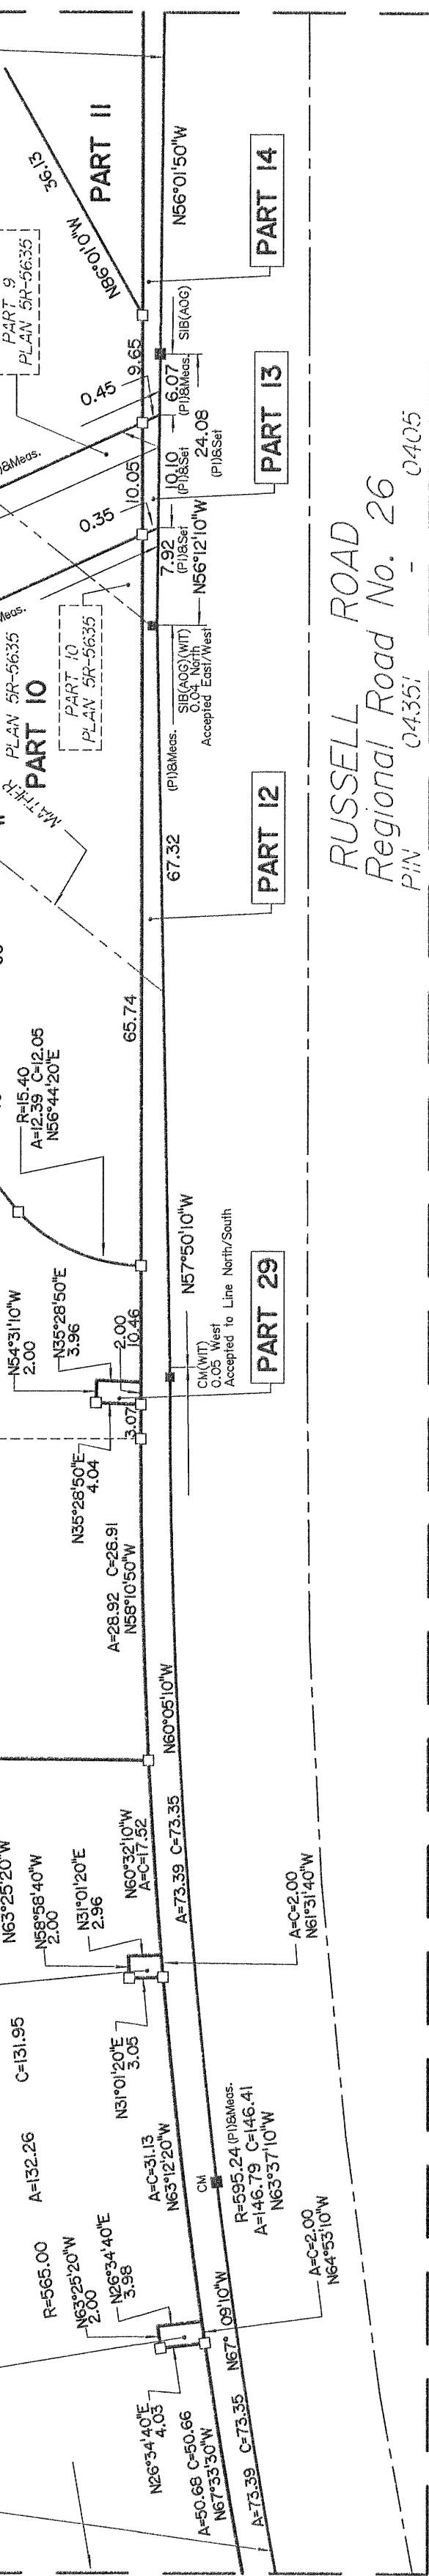 36.13
N86°01'0"W
PART 11
N56°01'50"W
PART 14
PART 9
PLAN 5R-5635
9.65
0.45
SIB(AOG)
6.07
(P1)&Meas.
24.08
(P1)&Set
PART 13
10.05
10.10
(P1)&Set
0.35
7.92
(P1)&Set
N56°12'10"W
)&Meas.
Meas.
PLAN 5R-5635
PART 10
PART 10
PLAN 5R-5635
MATHER
SIB(AOG)(WIT)
0.04 North
Accepted East/West
(P1)&Meas.
67.32
PART 12
RUSSELL ROAD
Regional Road No. 26
PIN 04351 - 0405
65.74
R=15.40
A=12.39 C=12.05
N56°44'20"E
N57°50'10"W
CM(WIT)
0.05 West
Accepted to Line North/South
PART 29
N54°31'10"W
2.00
N35°28'50"E
3.96
2.00
10.46
3.07
N35°28'50"E
4.04
A=28.92 C=28.91
N58°10'50"W
N60°05'10"W
A=73.39 C=73.35
N60°32'10"W
A=C=17.52
N63°25'20"W
N58°58'40"W
2.00
N31°01'20"E
2.96
A=C=2.00
N61°31'40"W
N31°01'20"E
3.05
A=132.26 C=131.95
R=565.00
A=C=31.13
N63°12'20"W
CM
R=595.24 (P1)&Meas.
A=146.79 C=146.41
N63°37'10"W
N63°25'20"W
2.00
N26°34'40"E
3.98
A=C=2.00
N64°53'10"W
N26°34'40"E
4.03
N67°09'10"W
A=73.39 C=73.35
A=50.68 C=50.66
N67°33'30"W